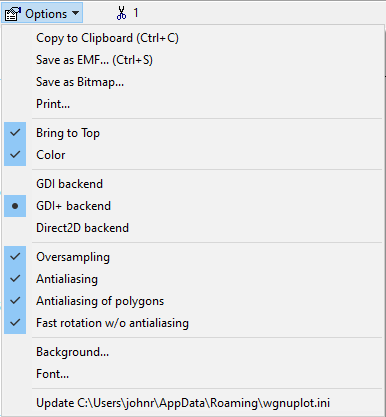 Options 1
Copy to Clipboard (Ctrl+C)
Save as EMF... (Ctrl+S)
Save as Bitmap...
Print...
Bring to Top
Color
GDI backend
GDI+ backend
Direct2D backend
Oversampling
Antialiasing
Antialiasing of polygons
Fast rotation w/o antialiasing
Background...
Font...
Update C:\Users\johnr\AppData\Roaming\wgnuplot.ini